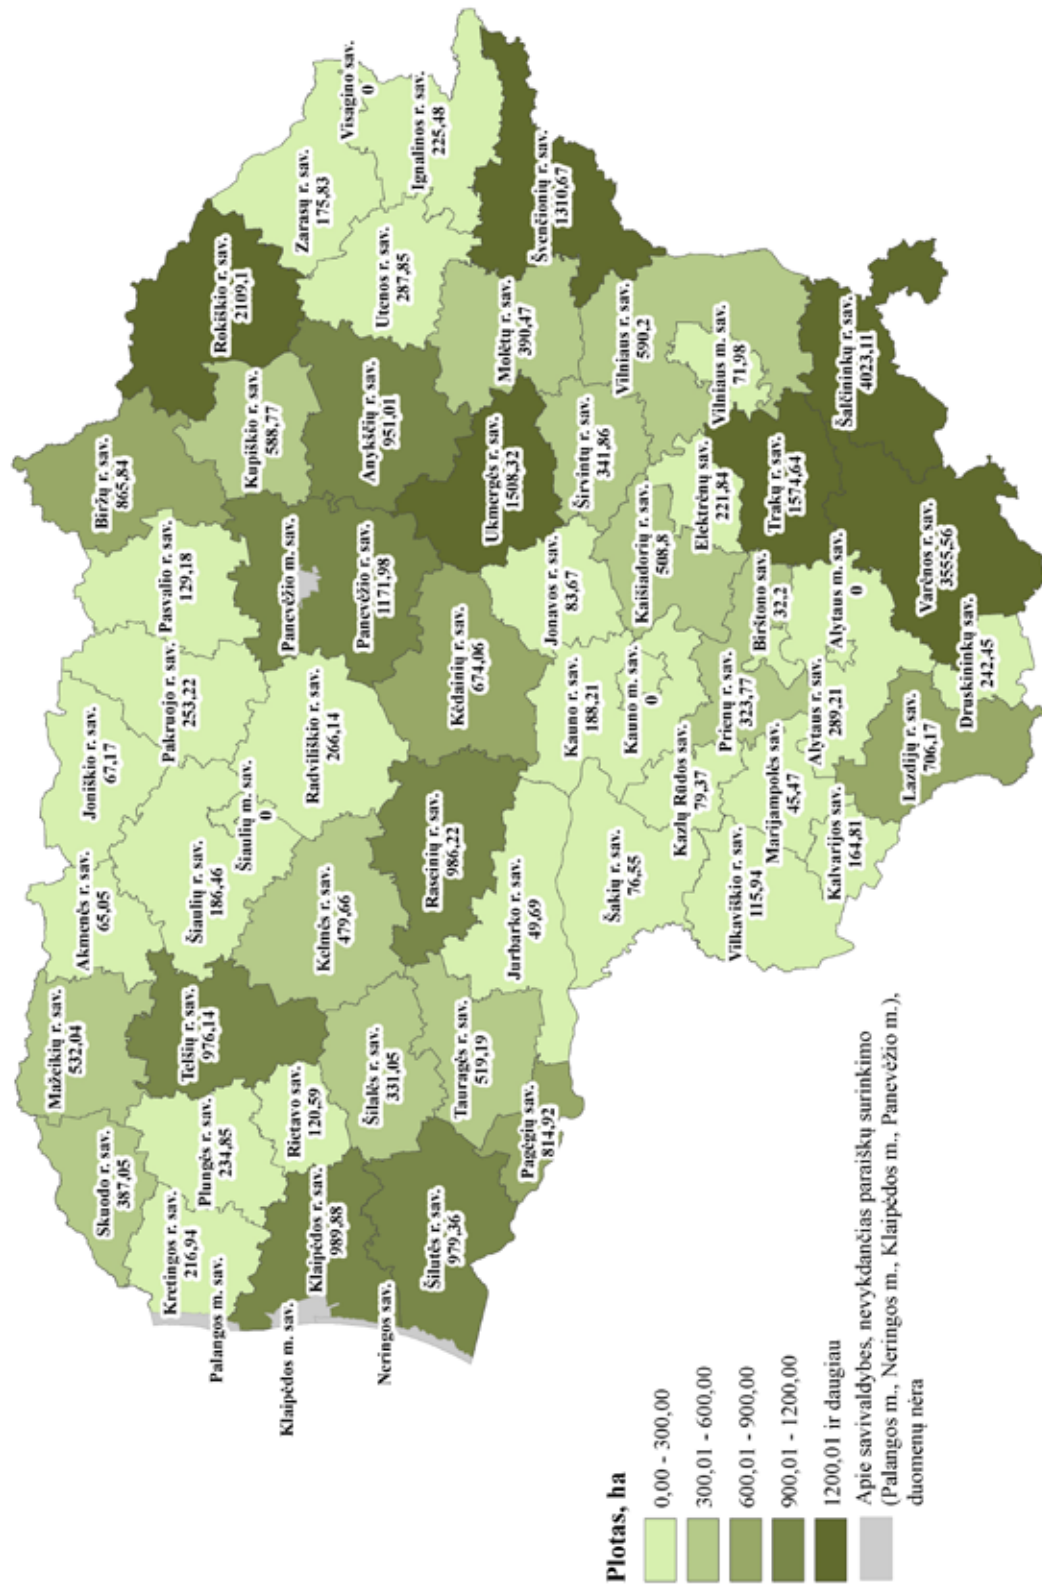 Skuodo r. sav.
387,05
Mažeikių r. sav.
532,04
Akmenės r. sav.
65,05
Joniškio r. sav.
67,17
Kretingos r. sav.
216,94
Palangos m. sav.
Plungės r. sav.
234,85
Telšių r. sav.
976,14
Šiaulių r. sav.
186,46
Šiaulių m. sav.
0
Pakruojo r. sav.
253,22
Pasvalio r. sav.
129,18
Biržų r. sav.
865,84
Klaipėdos m. sav.
Klaipėdos r. sav.
989,88
Rietavo sav.
120,59
Kelmės r. sav.
479,66
Radviliškio r. sav.
266,14
Panevėžio m. sav.
Panevėžio r. sav.
1171,98
Kupiškio r. sav.
588,77
Rokiškio r. sav.
2109,1
Neringos sav.
Šilutės r. sav.
979,36
Šilalės r. sav.
331,05
Tauragės r. sav.
519,19
Pagėgių sav.
814,92
Raseinių r. sav.
986,22
Jurbarko r. sav.
49,69
Kėdainių r. sav.
674,06
Anykščių r. sav.
951,01
Utenos r. sav.
287,85
Zarasų r. sav.
175,83
Visagino sav.
0
Ignalinos r. sav.
225,48
Ukmergės r. sav.
1508,32
Molėtų r. sav.
390,47
Švenčionių r. sav.
1310,67
Jonavos r. sav.
83,67
Kauno r. sav.
188,21
Kauno m. sav.
0
Šakių r. sav.
76,55
Kazlų Rūdos sav.
79,37
Kaišiadorių r. sav.
508,8
Širvintų r. sav.
341,86
Vilniaus r. sav.
590,2
Vilniaus m. sav.
71,98
Elektrėnų sav.
21,84
Trakų r. sav.
1574,64
Birštono sav.
32,2
Prienų r. sav.
323,77
Marijampolės sav.
45,47
Vilkaviškio r. sav.
115,94
Kalvarijos sav.
164,81
Alytaus r. sav.
289,21
Alytaus m. sav.
0
Lazdijų r. sav.
706,17
Druskininkų sav.
242,45
Varėnos r. sav.
3555,56
Šalčininkų r. sav.
4023,11
Plotas, ha
0,00 - 300,00
300,01 - 600,00
600,01 - 900,00
900,01 - 1200,00
1200,01 ir daugiau
Apie savivaldybes, nevykdančias paraiškų surinkimo
(Palangos m., Neringos m., Klaipėdos m., Panevėžio m.),
duomenų nėra